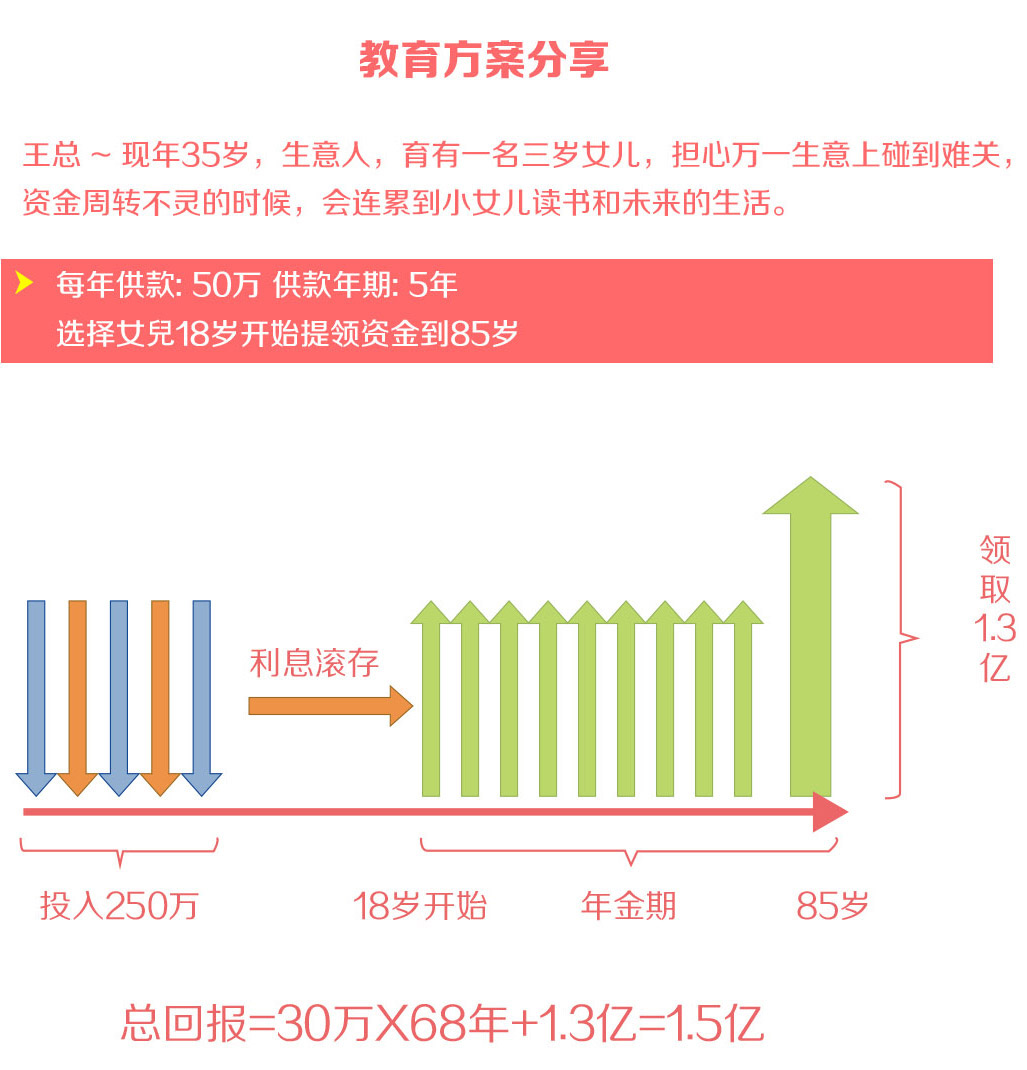 教育方案分享
王总 ~ 现年35岁，生意人，育有一名三岁女儿，担心万一生意上碰到难关，
资金周转不灵的时候，会连累到小女儿读书和未来的生活。
每年供款: 50万 供款年期: 5年
选择女兒18岁开始提领资金到85岁
利息滚存
领
取
1.3
亿
投入250万
18岁开始
年金期
85岁
总回报=30万X68年+1.3亿=1.5亿